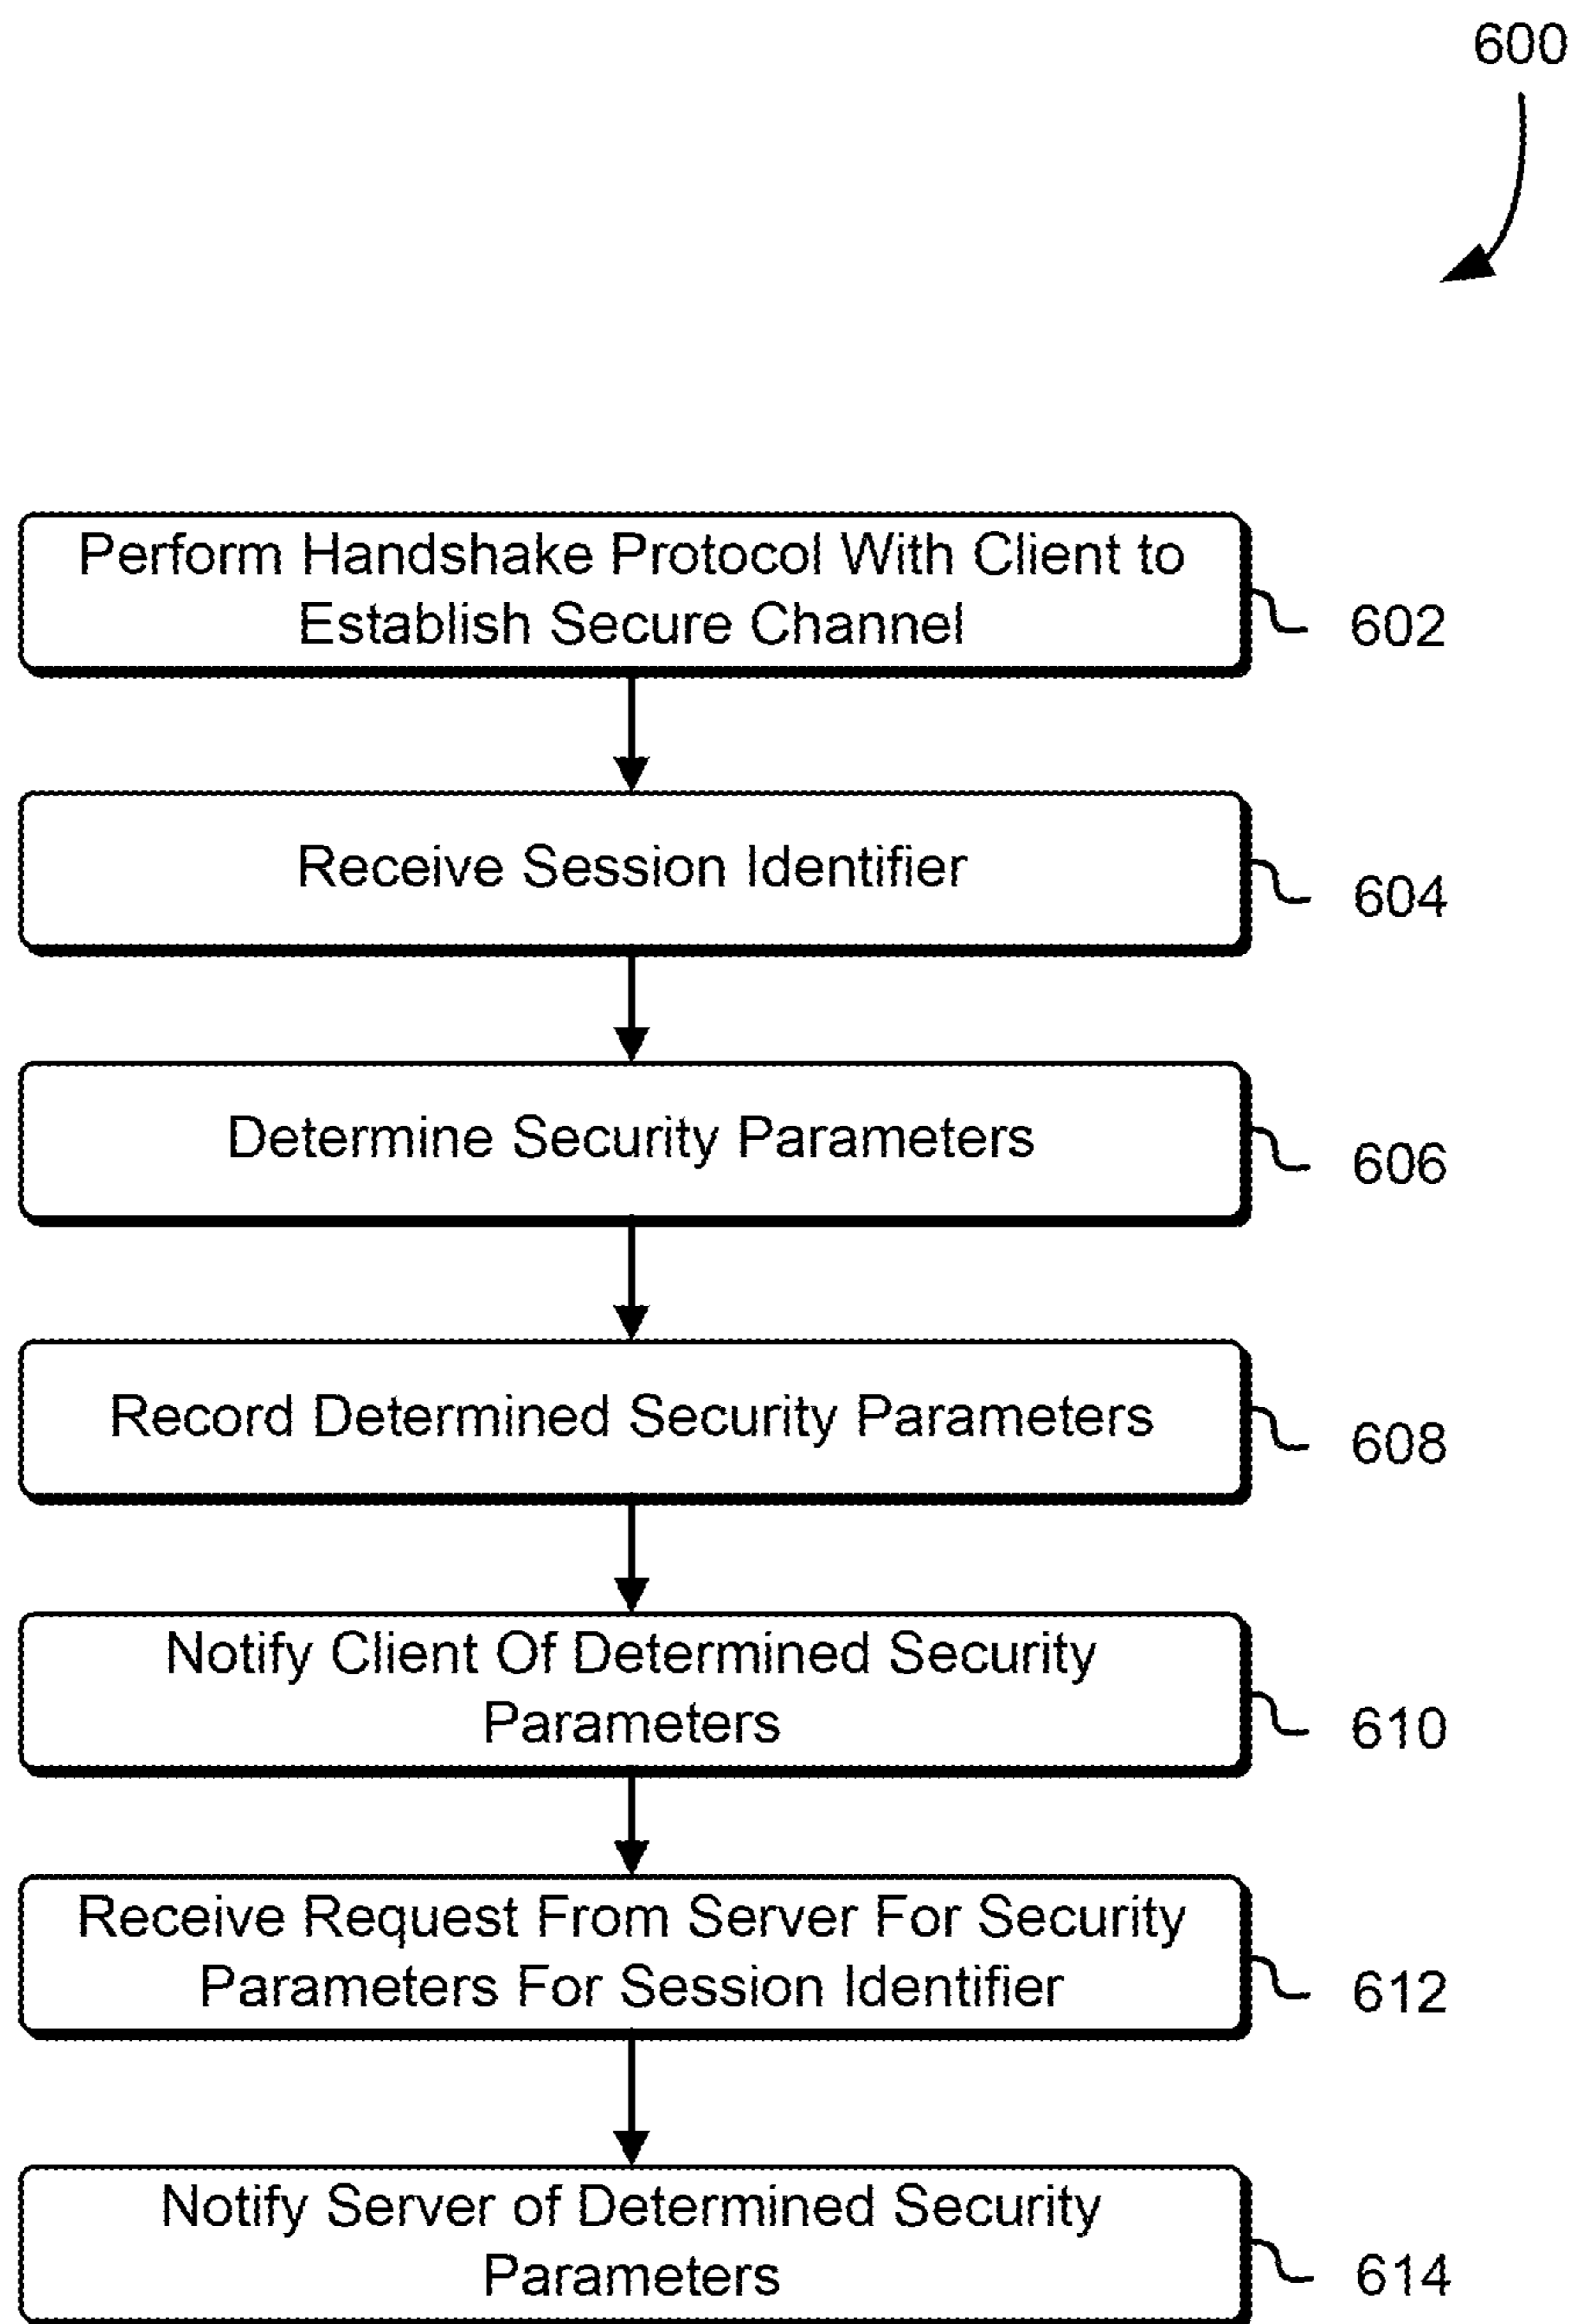 600
Perform Handshake Protocol With Client to
Establish Secure Channel
602
Receive Session Identifier
604
Determine Security Parameters
606
Record Determined Security Parameters
608
Notify Client Of Determined Security
Parameters
610
Receive Request From Server For Security
Parameters For Session Identifier
612
Notify Server of Determined Security
Parameters
614